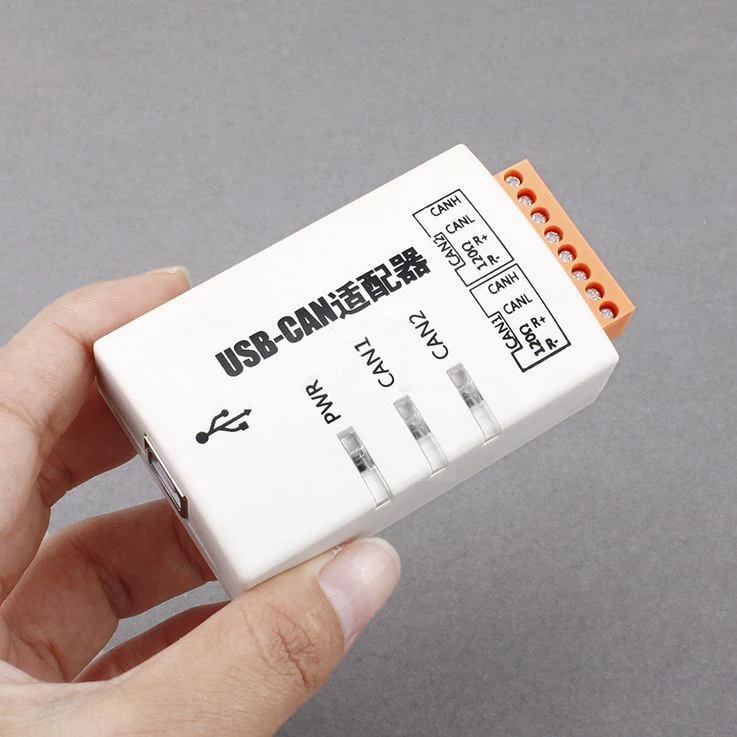 USB-CAN适配器
PWR
CAN1
CAN2
CAN2
CANH
CANL
120Ω R+
R-
CAN1
CANH
CANL
120Ω R+
R-